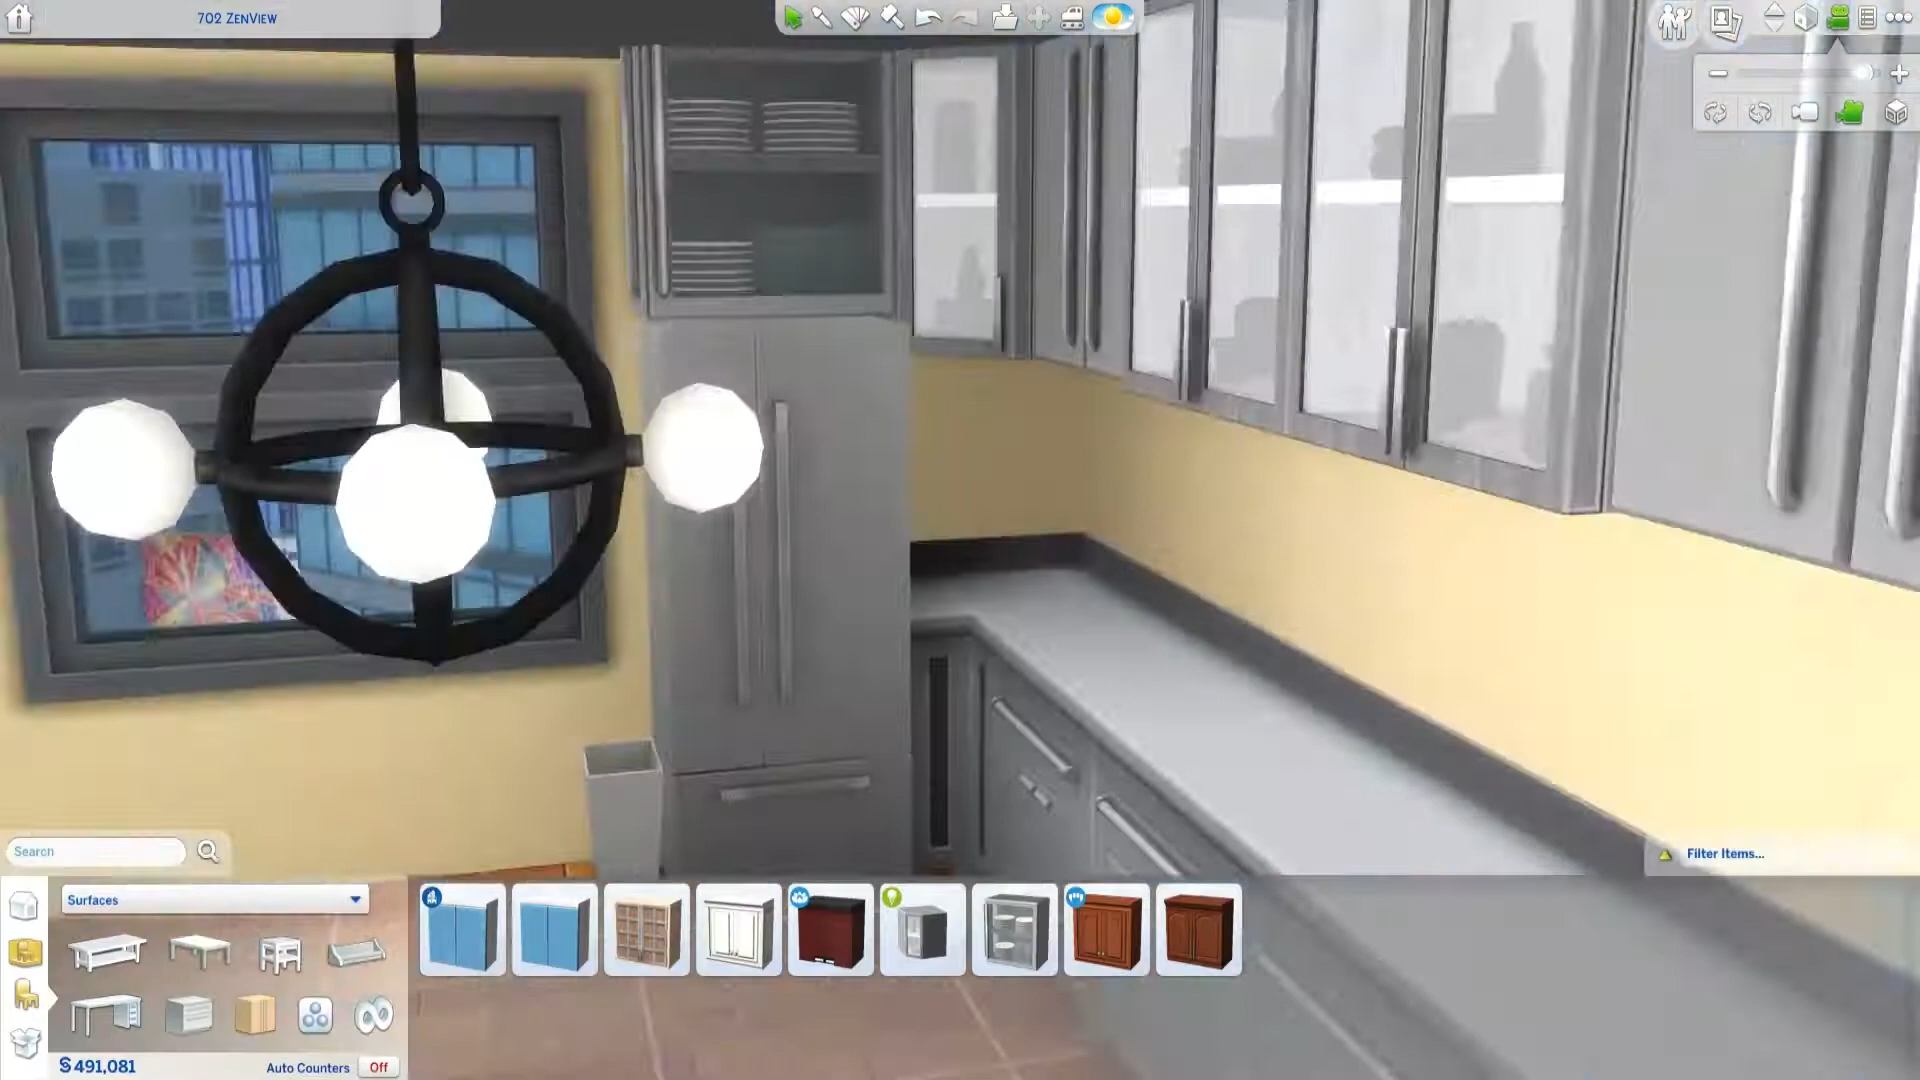 702 ZenView
Search
Filter Items...
Surfaces
§491,081
Auto Counters
Off